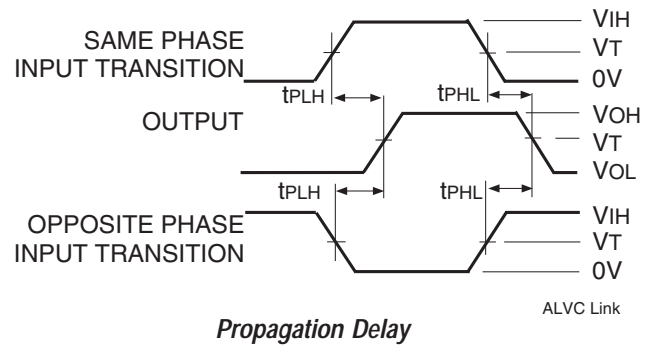 SAME PHASE
INPUT TRANSITION
VIH
VT
0V
tPLH
tPHL
OUTPUT
VOH
VT
VOL
tPLH
tPHL
OPPOSITE PHASE
INPUT TRANSITION
VIH
VT
0V
ALVC Link
Propagation Delay